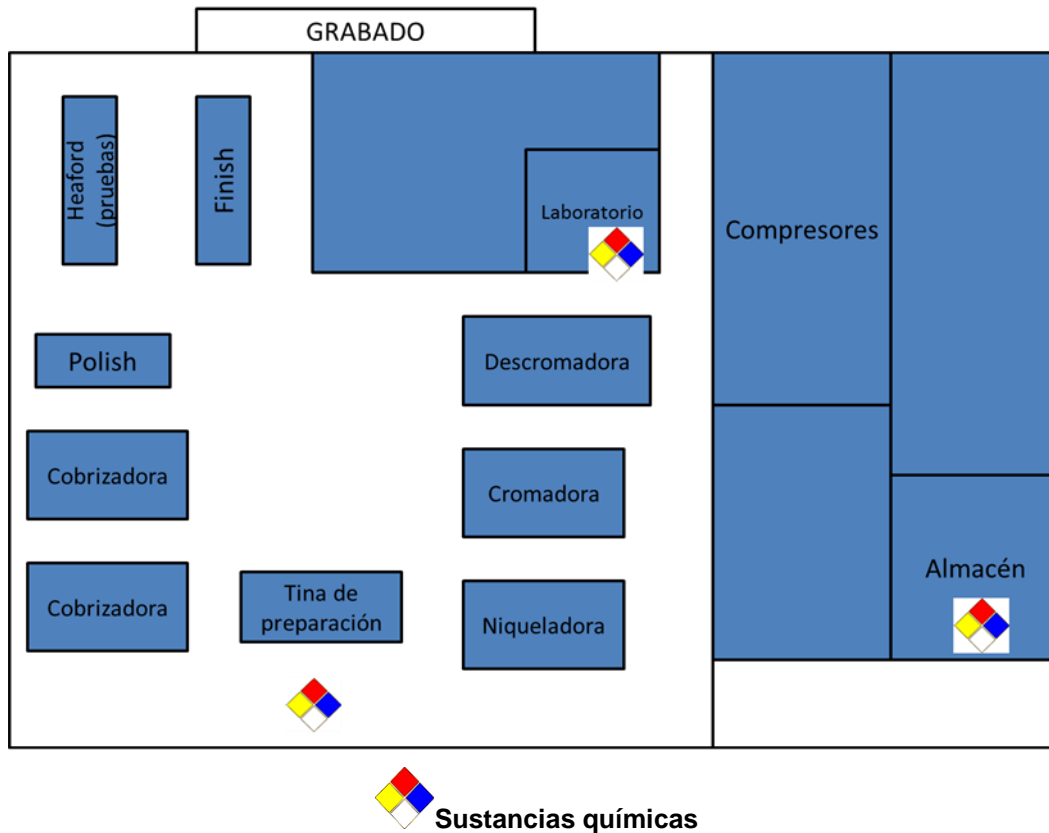 GRABADO
Heaford
(pruebas)
Finish
Laboratorio
Compresores
Polish
Descromadora
Cobrizadora
Cromadora
Cobrizadora
Tina de
preparación
Niqueladora
Almacén
Sustancias químicas